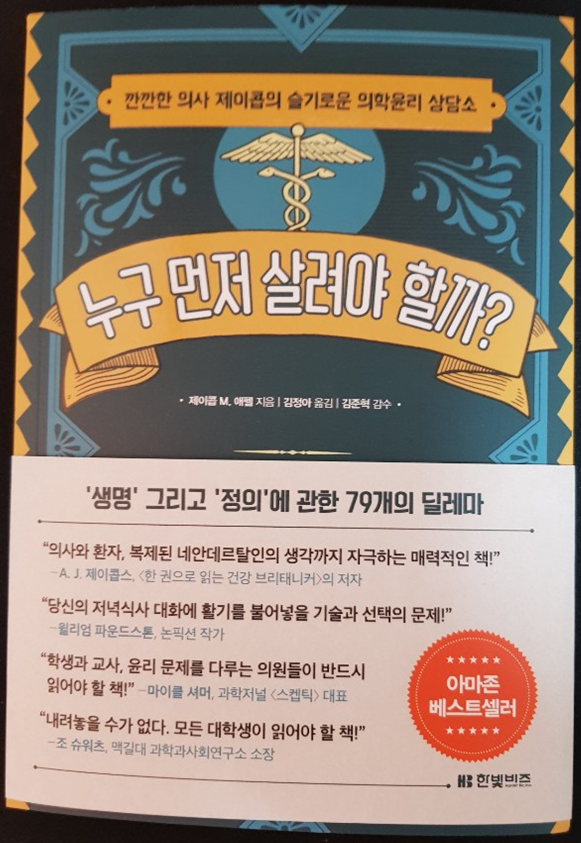 깐깐한 의사 제이콥의 슬기로운 의학윤리 상담소
누구 먼저 살려야 할까?
• 제이콥 M. 애펠 지음 | 김정아 옮김 | 김준혁 감수 •
'생명' 그리고 '정의'에 관한 79개의 딜레마
“의사와 환자, 복제된 네안데르탈인의 생각까지 자극하는 매력적인 책!”
–A. J. 제이콥스, 〈한 권으로 읽는 건강 브리태니커〉의 저자
“당신의 저녁식사 대화에 활기를 불어넣을 기술과 선택의 문제!”
–윌리엄 파운드스톤, 논픽션 작가
“학생과 교사, 윤리 문제를 다루는 의원들이 반드시
읽어야 할 책!” –마이클 셔머, 과학저널 〈스켑틱〉 대표
“내려놓을 수가 없다. 모든 대학생이 읽어야 할 책!”
–조 슈워츠, 맥길대 과학과사회연구소 소장
아마존
베스트셀러
HB 한빛비즈